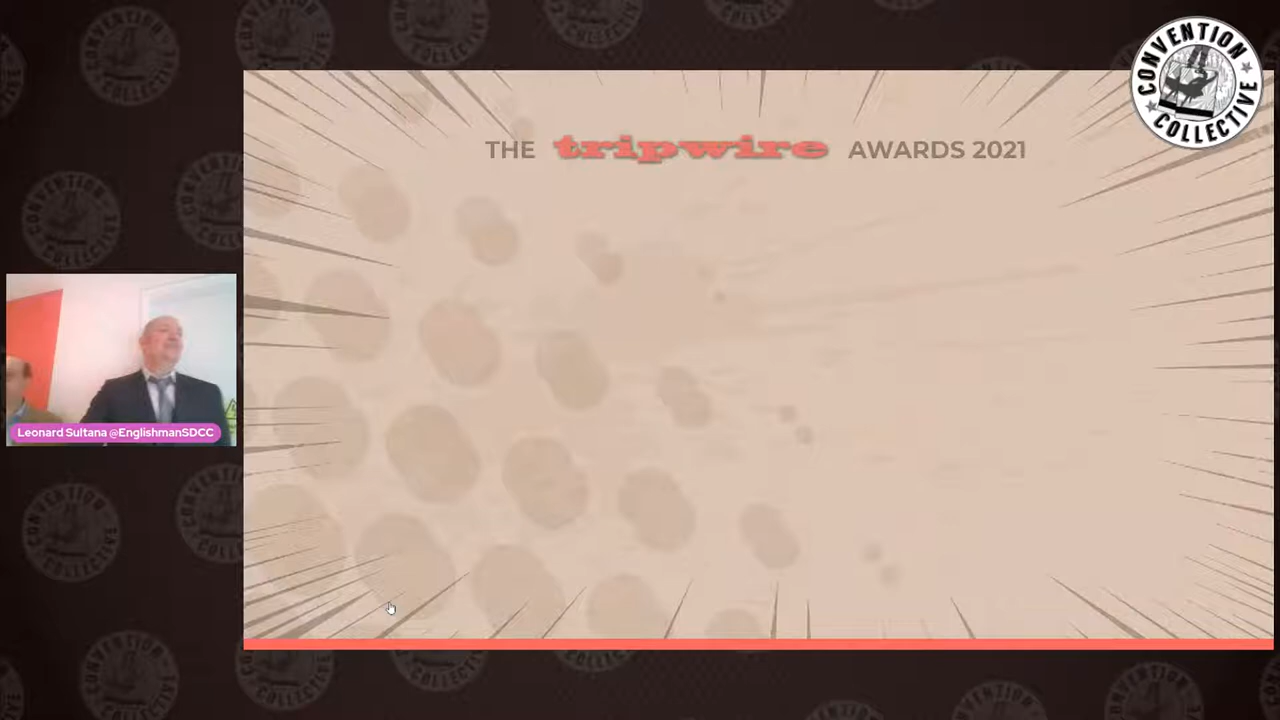 CONVENTION
COLLECTIVE
THE tripwire AWARDS 2021
Leonard Sultana @EnglishmanSDCC